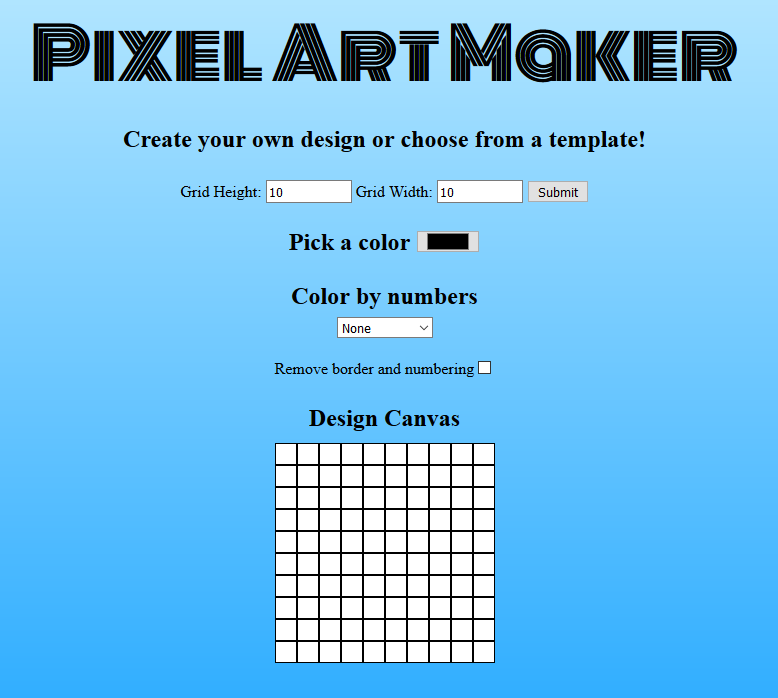 Pixel Art Maker
Create your own design or choose from a template!
Grid Height: 10 Grid Width: 10 Submit
Pick a color
Color by numbers
None
Remove border and numbering
Design Canvas